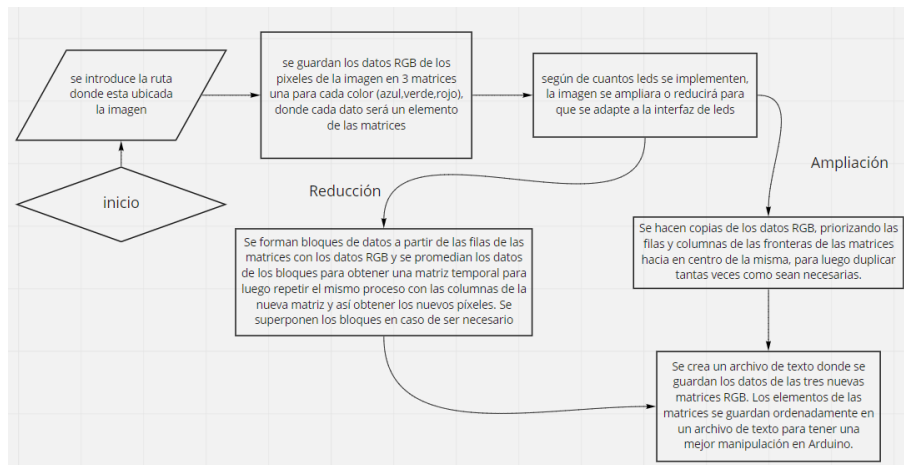 se introduce la ruta
donde esta ubicada
la imagen
se guardan los datos RGB de los
pixeles de la imagen en 3 matrices
una para cada color (azul,verde,rojo),
donde cada dato será un elemento
de las matrices
según de cuantos leds se implementen,
la imagen se ampliara o reducirá para
que se adapte a la interfaz de leds
inicio
Reducción
Ampliación
Se forman bloques de datos a partir de las filas de las
matrices con los datos RGB y se promedian los datos
de los bloques para obtener una matriz temporal para
luego repetir el mismo proceso con las columnas de la
nueva matriz y así obtener los nuevos píxeles. Se
superponen los bloques en caso de ser necesario
Se hacen copias de los datos RGB, priorizando las
filas y columnas de las fronteras de las matrices
hacia en centro de la misma, para luego duplicar
tantas veces como sean necesarias.
Se crea un archivo de texto donde se
guardan los datos de las tres nuevas
matrices RGB. Los elementos de las
matrices se guardan ordenadamente en
un archivo de texto para tener una
mejor manipulación en Arduino.